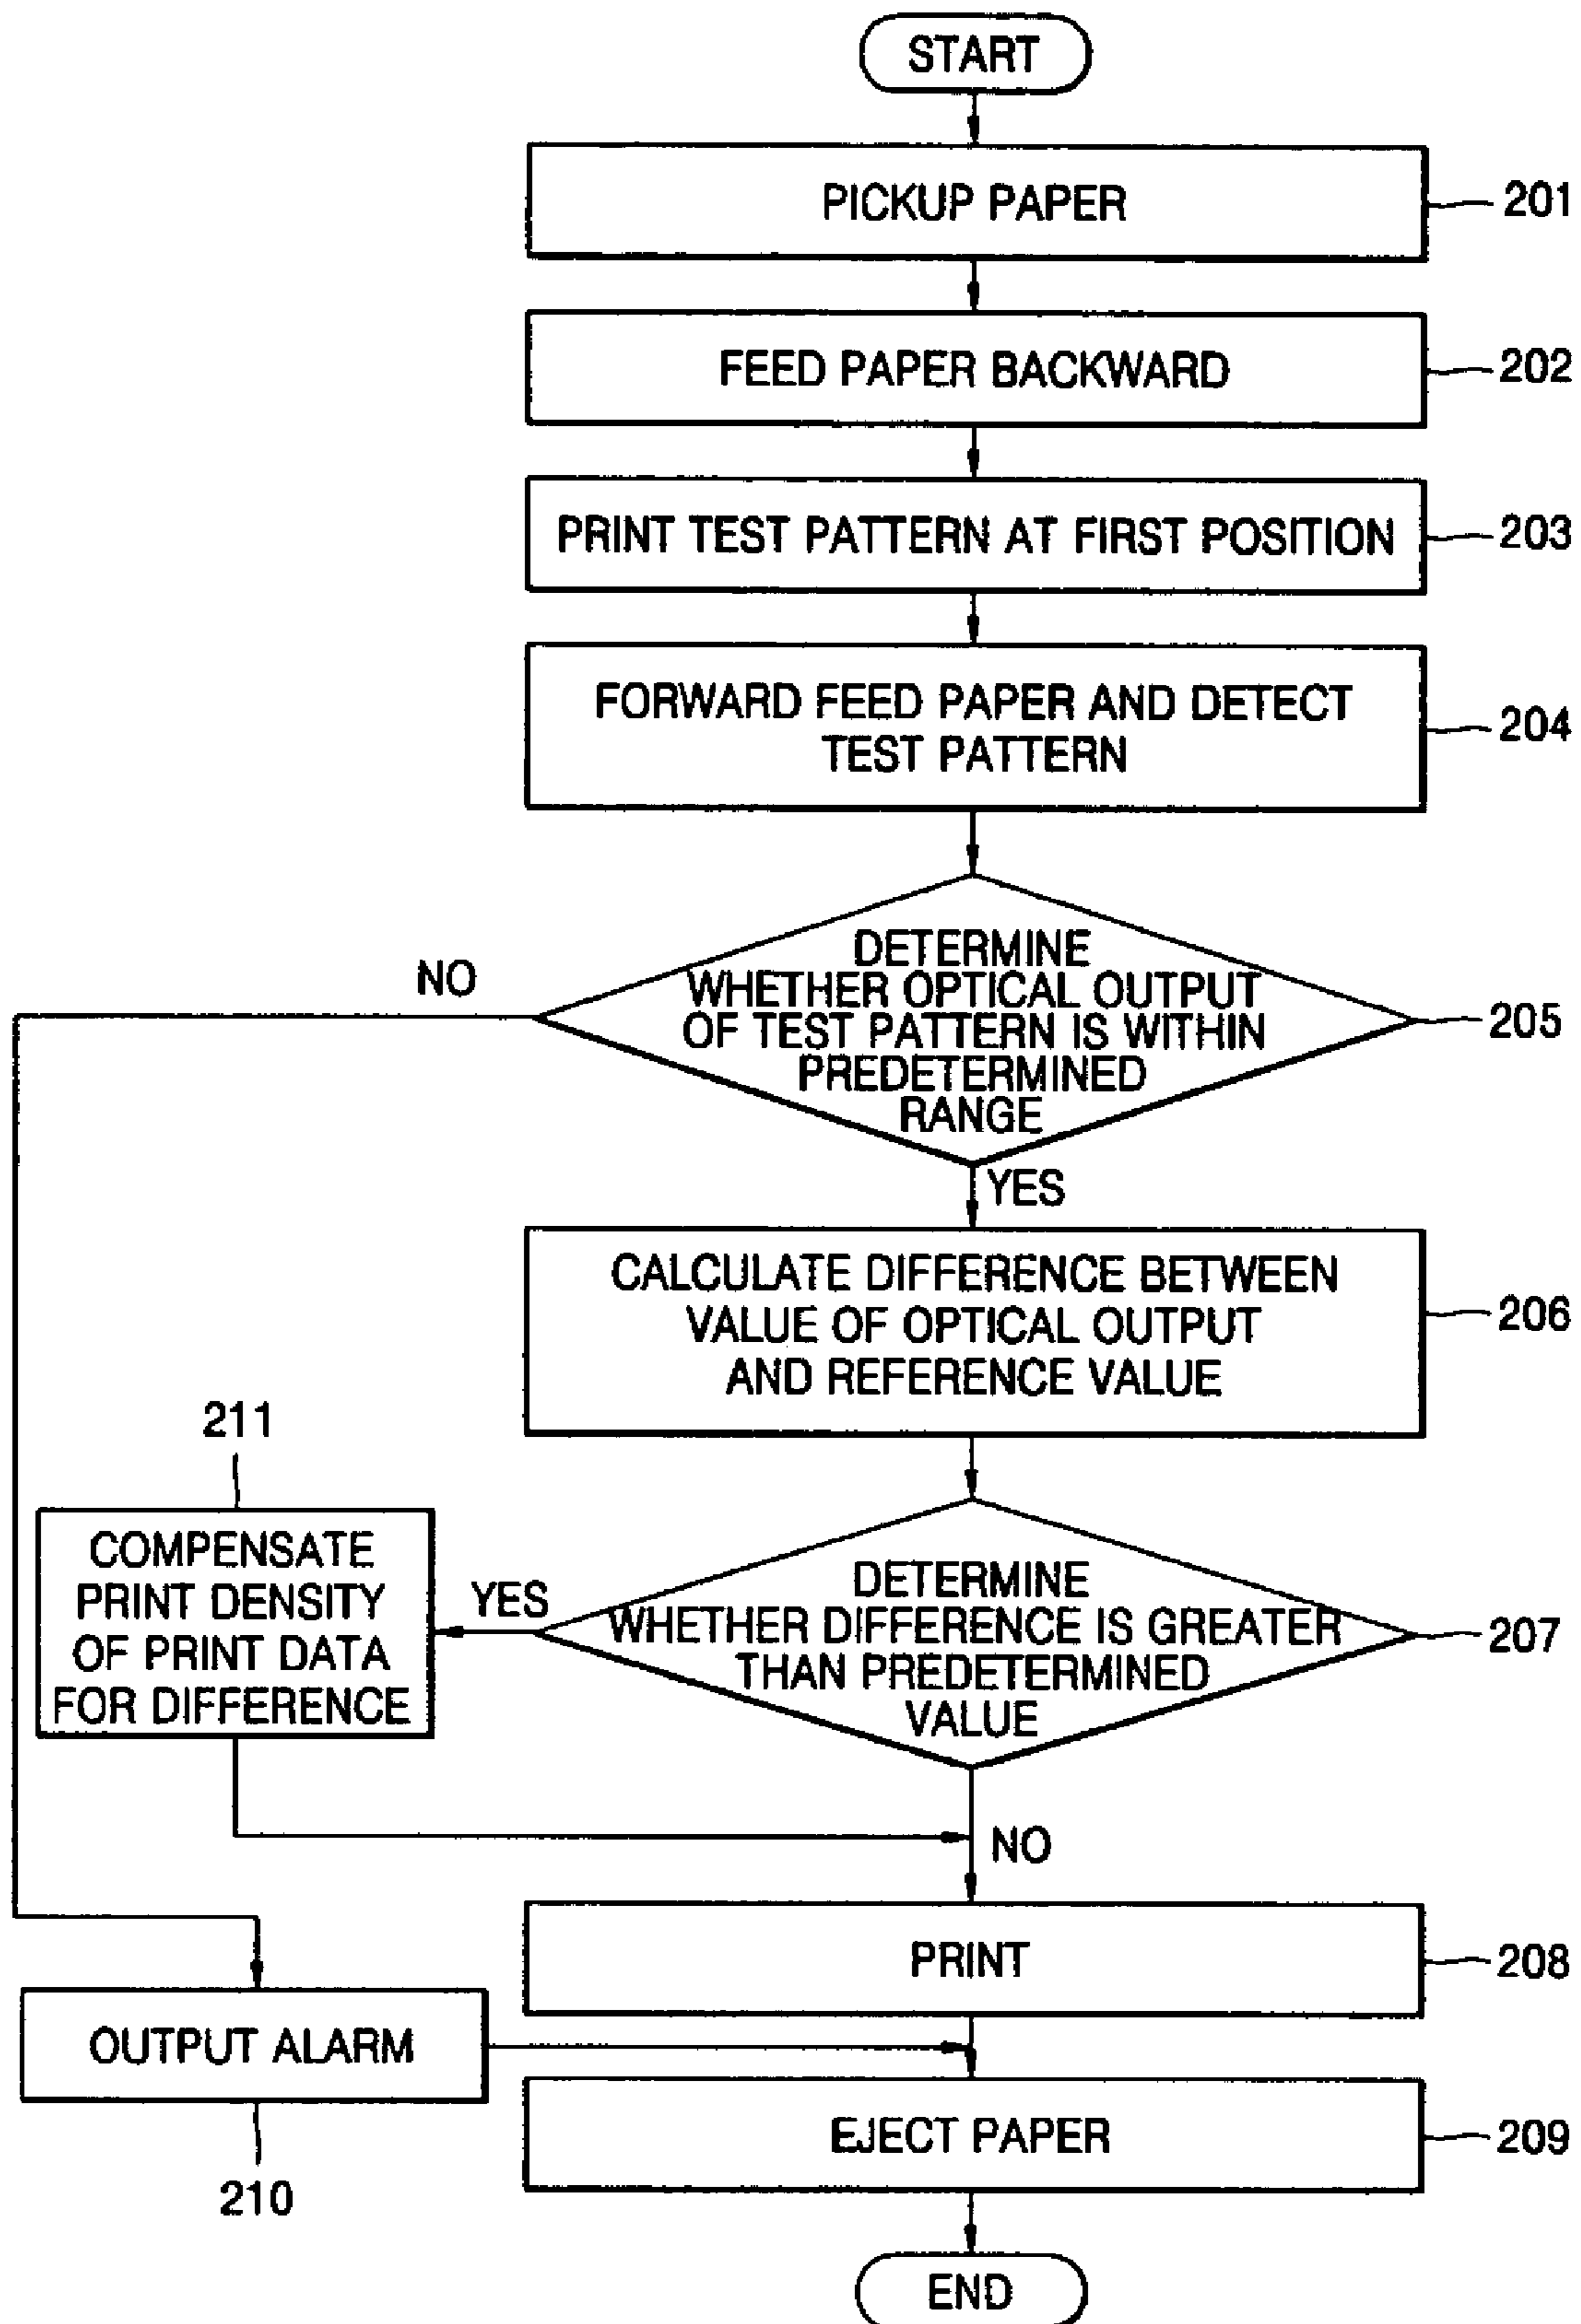 START
PICKUP PAPER
201
FEED PAPER BACKWARD
202
PRINT TEST PATTERN AT FIRST POSITION
203
FORWARD FEED PAPER AND DETECT
TEST PATTERN
204
DETERMINE
WHETHER OPTICAL OUTPUT
OF TEST PATTERN IS WITHIN
PREDETERMINED
RANGE
205
NO
YES
CALCULATE DIFFERENCE BETWEEN
VALUE OF OPTICAL OUTPUT
AND REFERENCE VALUE
206
211
COMPENSATE
PRINT DENSITY
OF PRINT DATA
FOR DIFFERENCE
YES
DETERMINE
WHETHER DIFFERENCE IS GREATER
THAN PREDETERMINED
VALUE
207
NO
PRINT
208
OUTPUT ALARM
210
EJECT PAPER
209
END